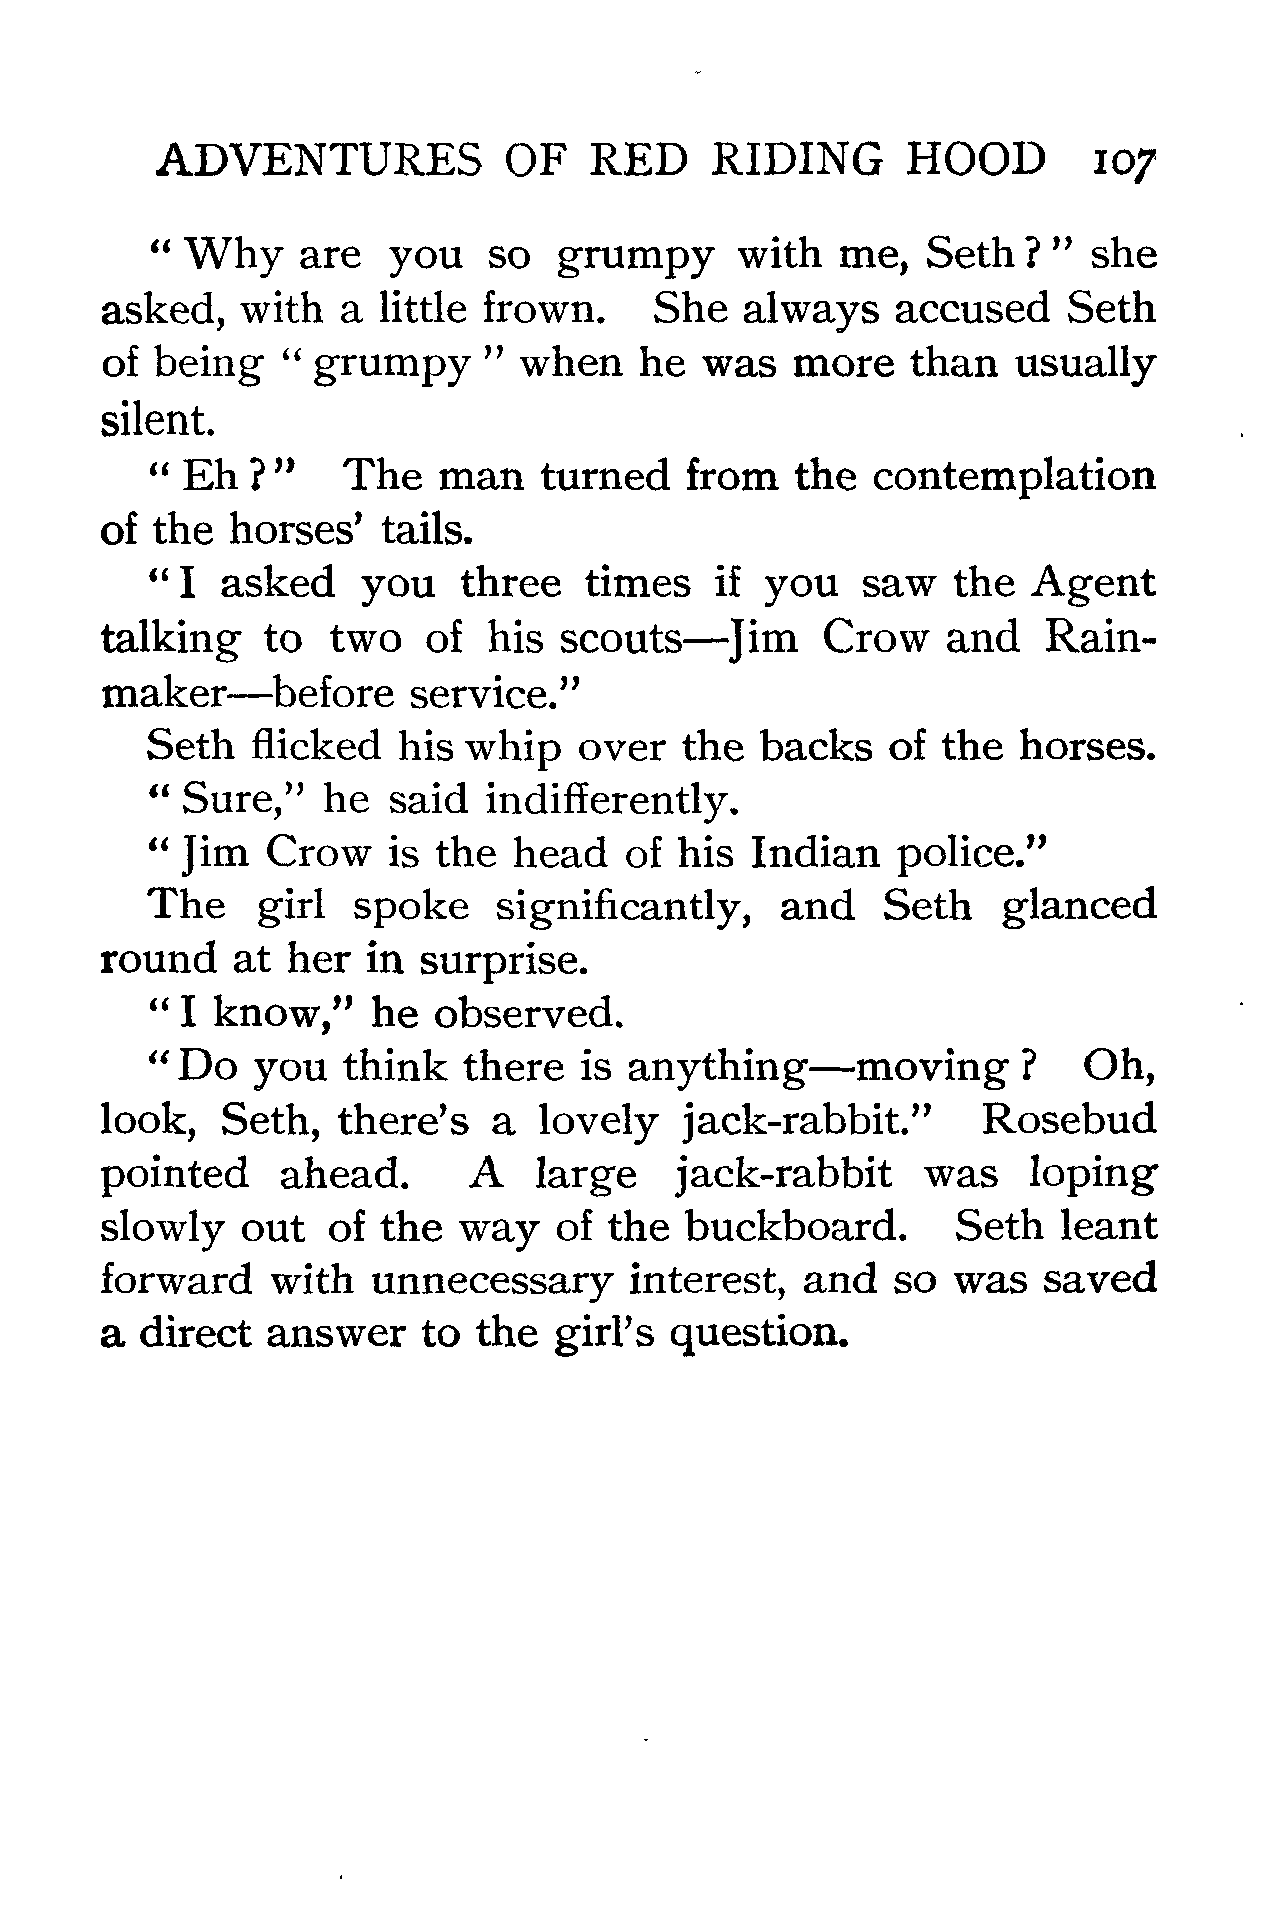 ADVENTURES OF RED RIDING HOOD 107
" Why are you so grumpy with me, Seth ? " she
asked, with a little frown. She always accused Seth
of being " grumpy " when he was more than usually
silent.
" Eh ? " The man turned from the contemplation
of the horses' tails.
" I asked you three times if you saw the Agent
talking to two of his scouts—Jim Crow and Rain-
maker—before service."
Seth flicked his whip over the backs of the horses.
" Sure," he said indifferently.
" Jim Crow is the head of his Indian police."
The girl spoke significantly, and Seth glanced
round at her in surprise.
" I know," he observed.
" Do you think there is anything—moving ? Oh,
look, Seth, there's a lovely jack-rabbit." Rosebud
pointed ahead. A large jack-rabbit was loping
slowly out of the way of the buckboard. Seth leant
forward with unnecessary interest, and so was saved
a direct answer to the girl's question.